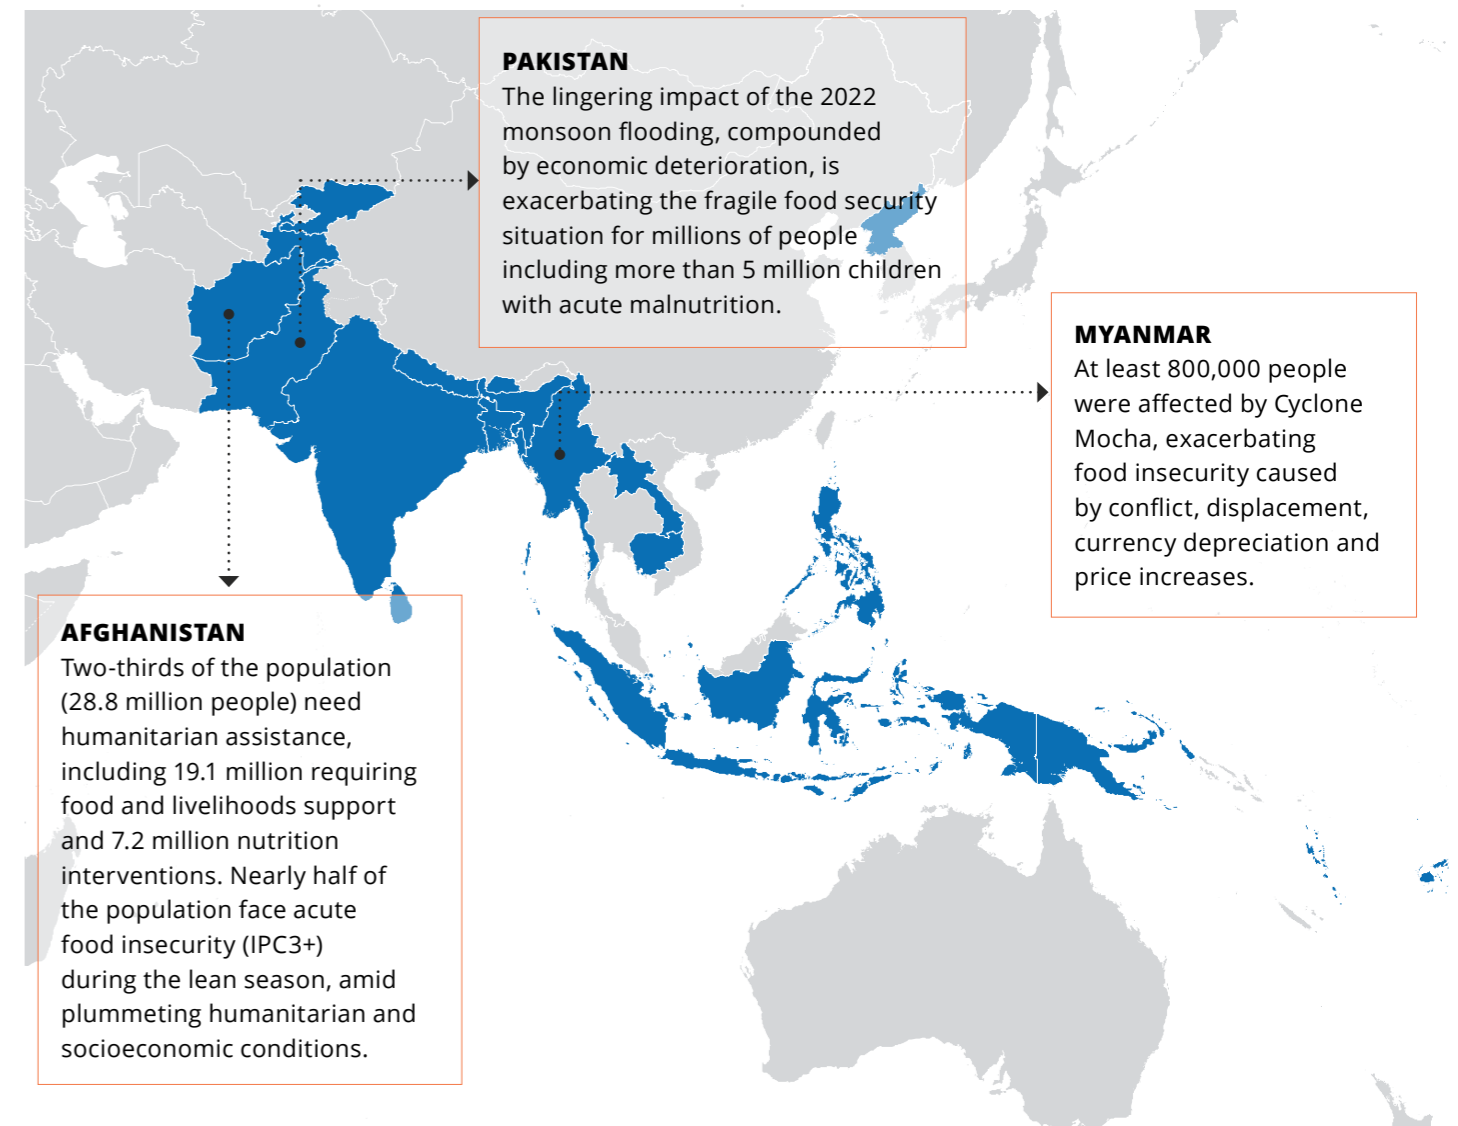 PAKISTAN
The lingering impact of the 2022
monsoon flooding, compounded
by economic deterioration, is
exacerbating the fragile food security
situation for millions of people
including more than 5 million children
with acute malnutrition.
MYANMAR
At least 800,000 people
were affected by Cyclone
Mocha, exacerbating
food insecurity caused
by conflict, displacement,
currency depreciation and
price increases.
AFGHANISTAN
Two-thirds of the population
(28.8 million people) need
humanitarian assistance,
including 19.1 million requiring
food and livelihoods support
and 7.2 million nutrition
interventions. Nearly half of
the population face acute
food insecurity (IPC3+)
during the lean season, amid
plummeting humanitarian and
socioeconomic conditions.